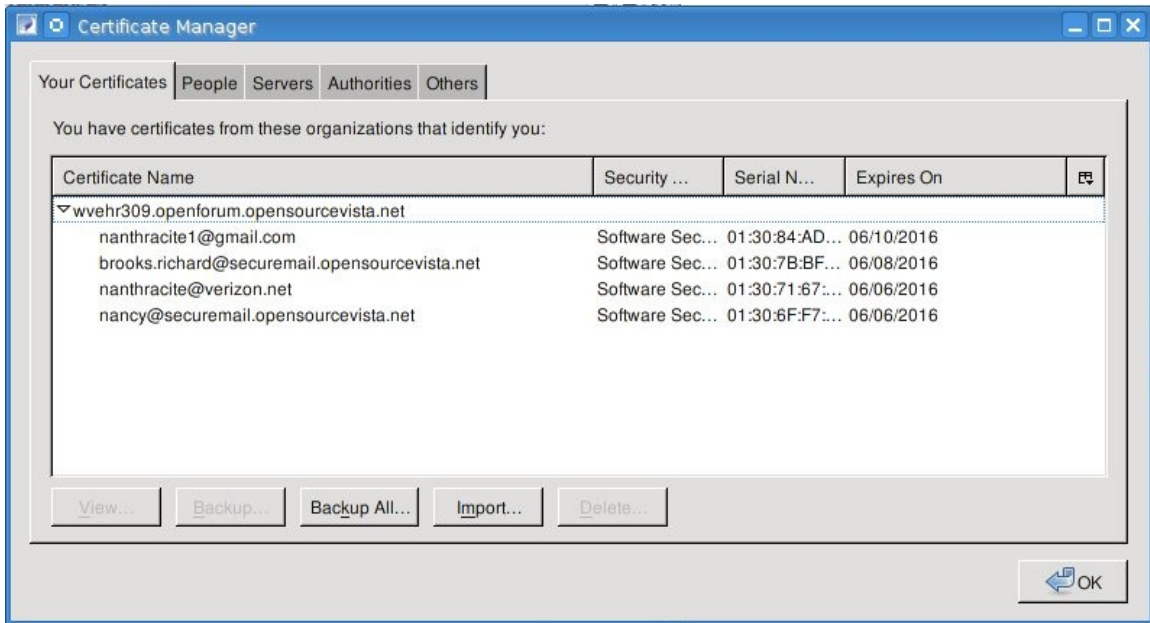 Certificate Manager
Your Certificates People Servers Authorities Others
You have certificates from these organizations that identify you:
Certificate Name Security ... Serial N... Expires On
wvehr309.openforum.opensourcevista.net
nanthracite1@gmail.com Software Sec... 01:30:84:AD... 06/10/2016
brooks.richard@securemail.opensourcevista.net Software Sec... 01:30:7B:BF... 06/08/2016
nanthracite@verizon.net Software Sec... 01:30:71:67:... 06/06/2016
nancy@securemail.opensourcevista.net Software Sec... 01:30:6F:F7:... 06/06/2016
View... Backup... Backup All... Import... Delete...
OK